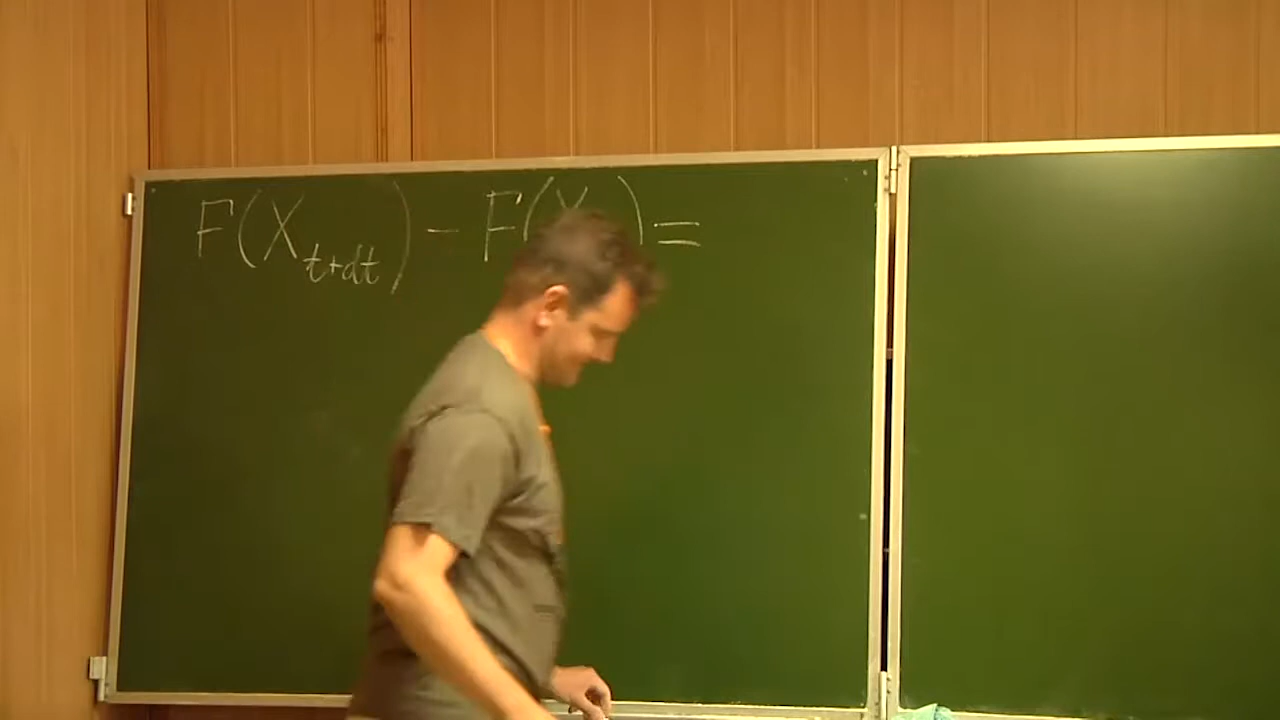 F(X_{t+dt}) - F(X ) =